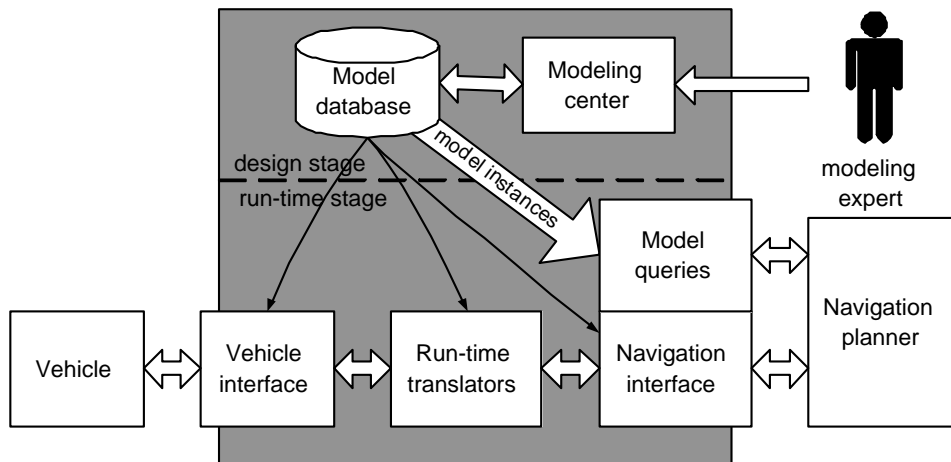 Model
database
Modeling
center
modeling
expert
model instances
design stage
run-time stage
Model
queries
Navigation
planner
Vehicle
Vehicle
interface
Run-time
translators
Navigation
interface